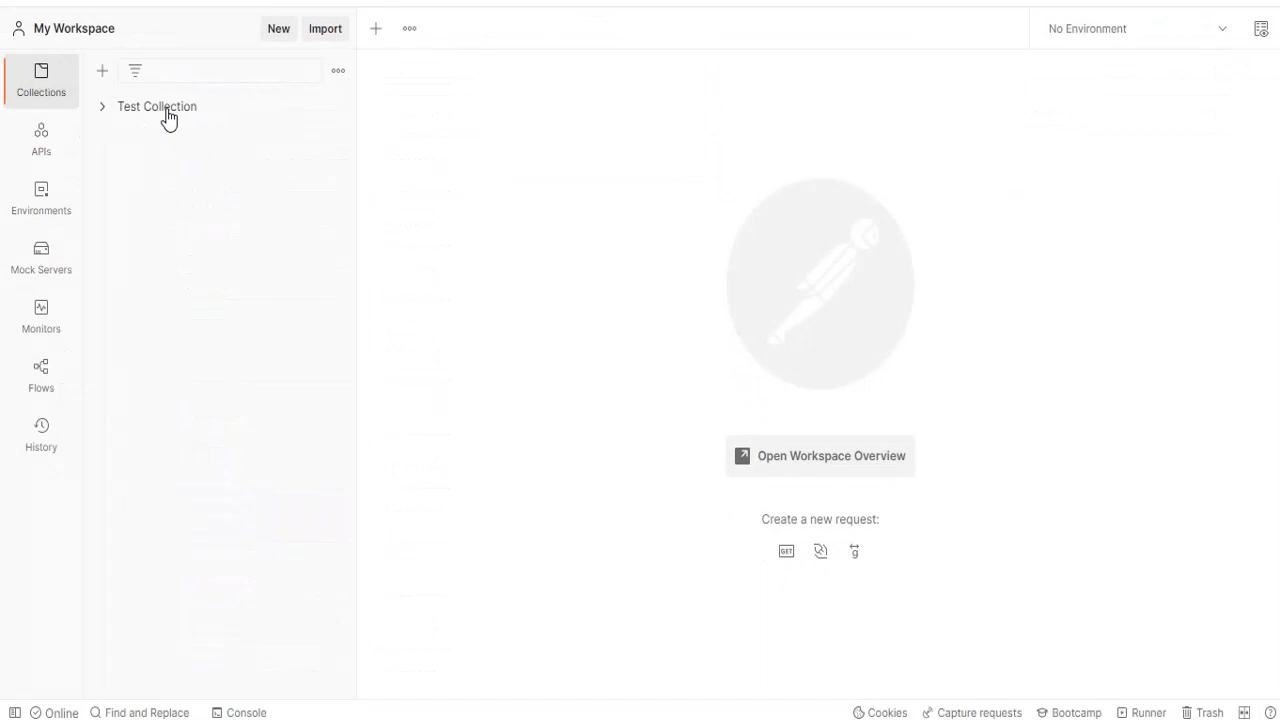 My Workspace
New
Import
No Environment
Collections
Test Collection
APIs
Environments
Mock Servers
Monitors
Flows
History
Open Workspace Overview
Create a new request:
GET
Online
Find and Replace
Console
Cookies
Capture requests
Bootcamp
Runner
Trash